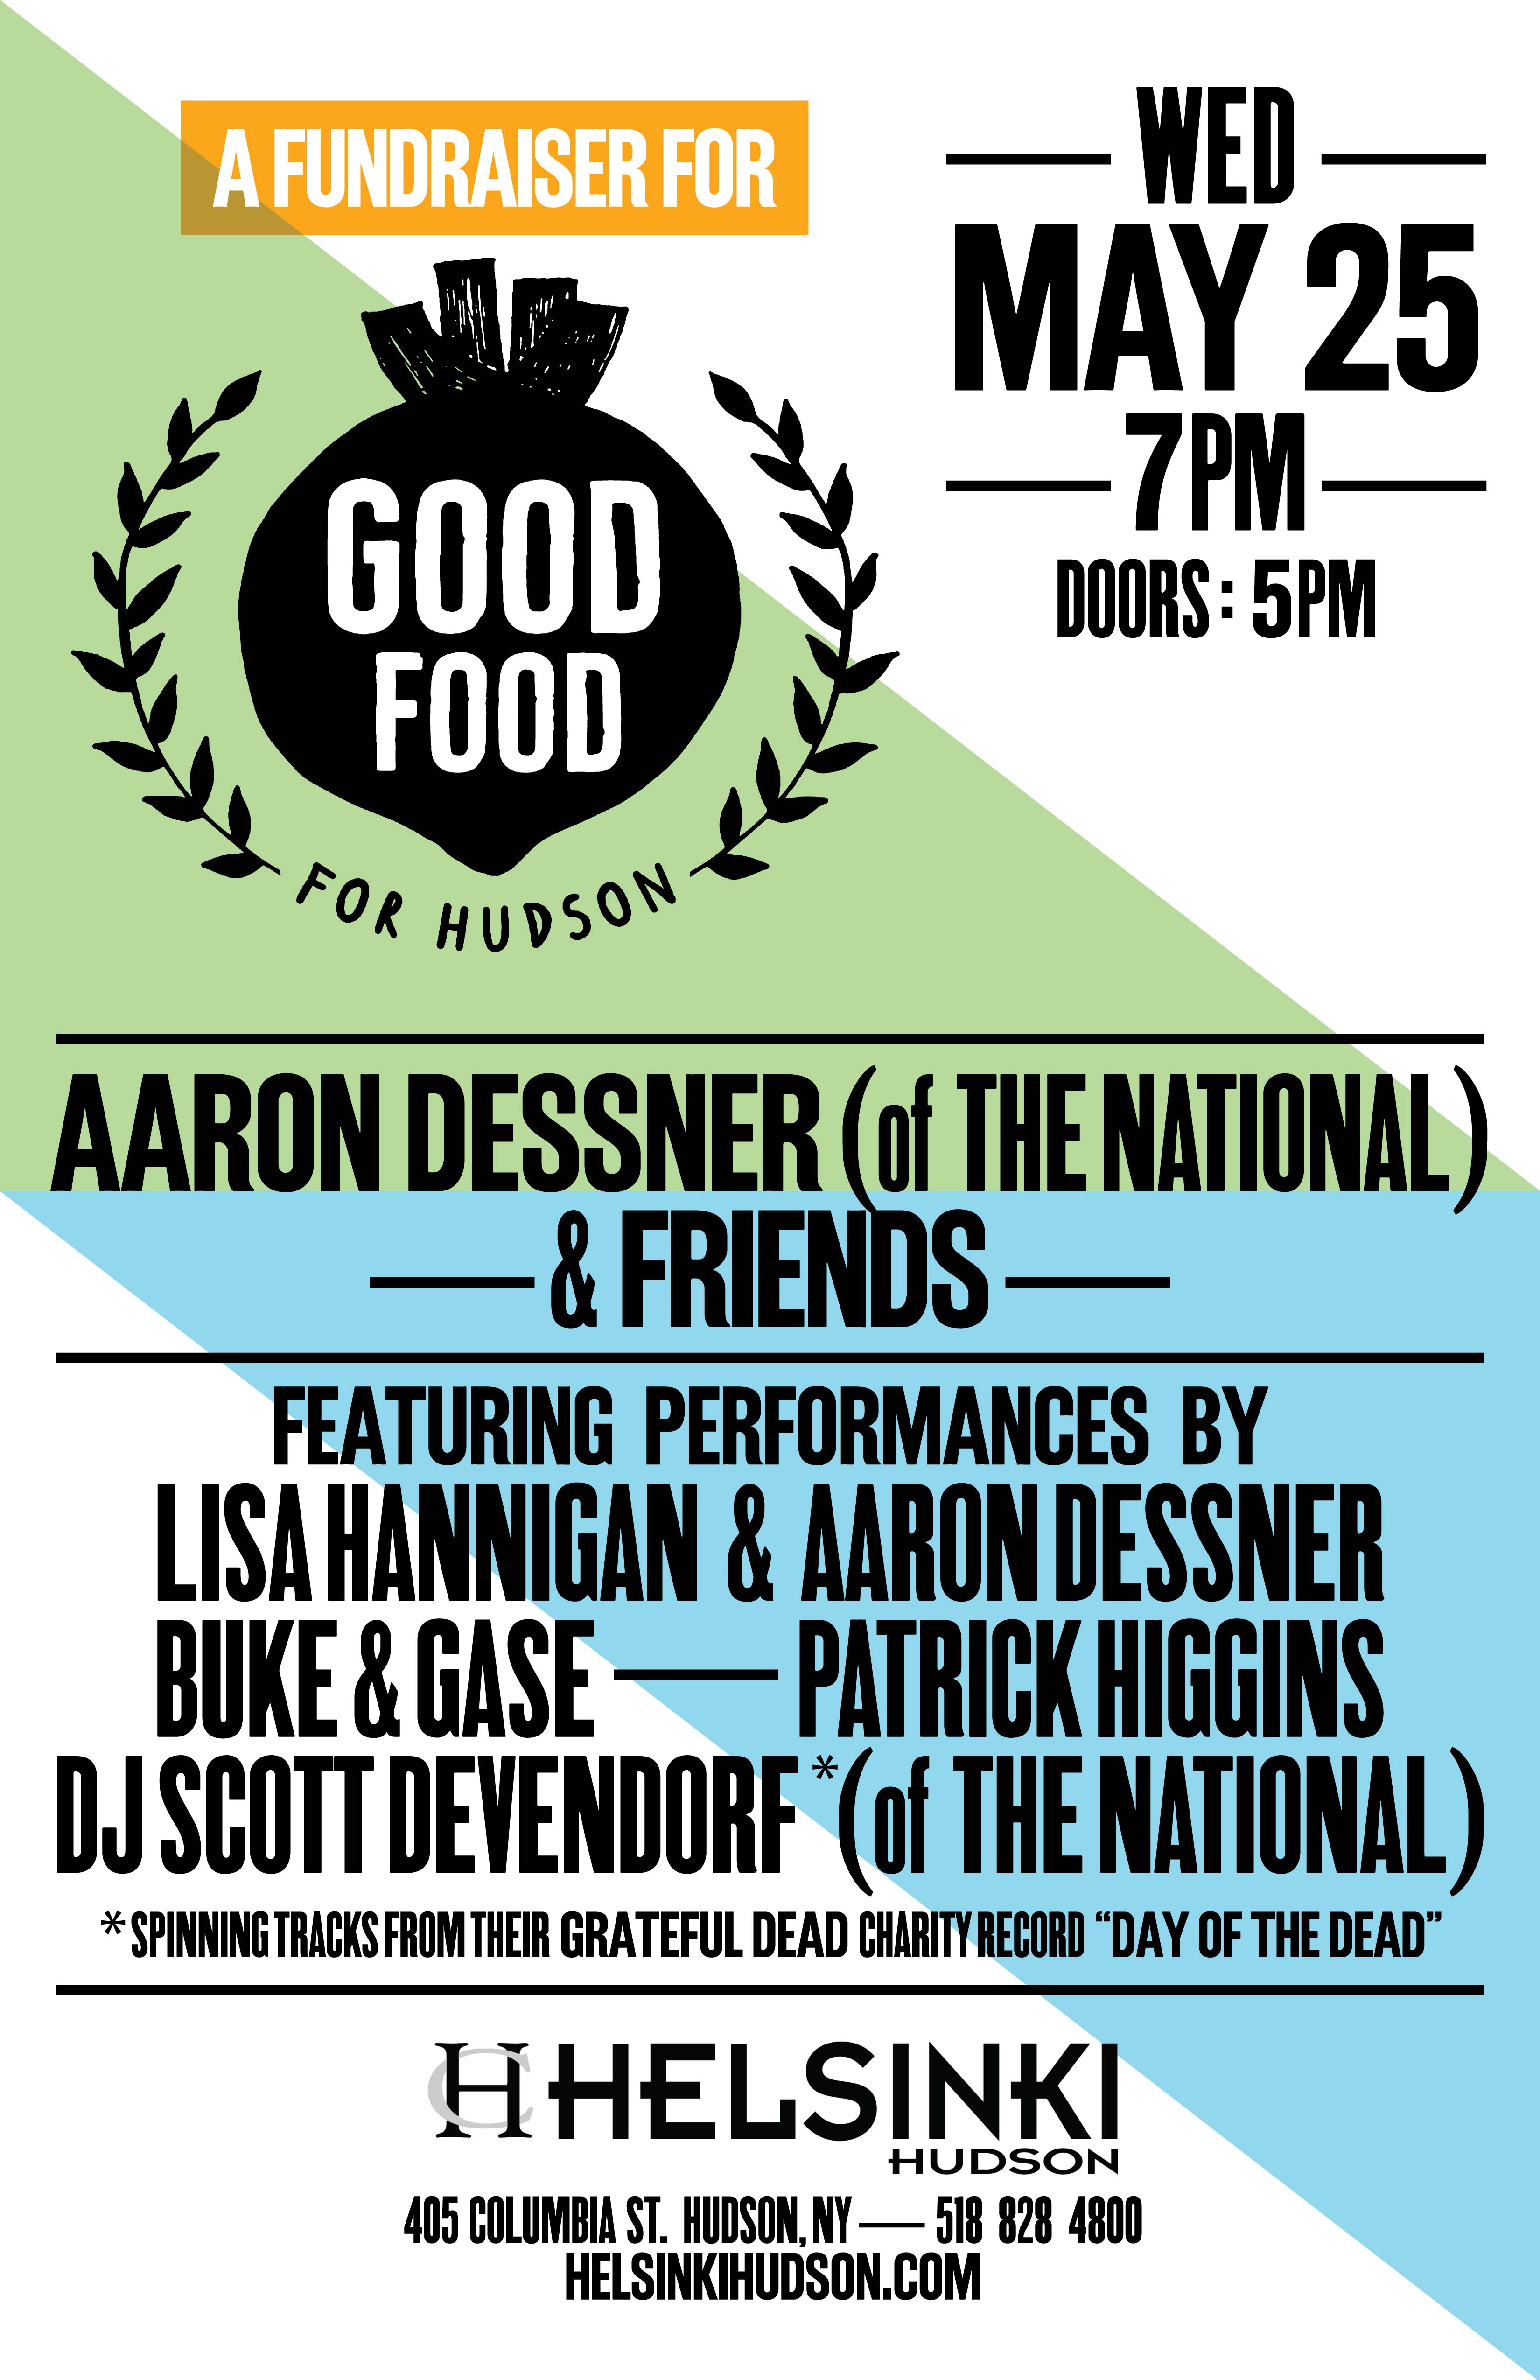 A FUNDRAISER FOR
GOOD
FOOD
FOR HUDSON
WED
MAY 25
7PM
DOORS: 5PM
AARON DESSNER (of THE NATIONAL)
& FRIENDS
FEATURING PERFORMANCES BY
LISA HANNIGAN & AARON DESSNER
BUKE & GASE — PATRICK HIGGINS
DJ SCOTT DEVENDORF * (of THE NATIONAL)
* SPINNING TRACKS FROM THEIR GRATEFUL DEAD CHARITY RECORD “DAY OF THE DEAD”
CH HELSINKI
HUDSON
405 COLUMBIA ST. HUDSON, NY — 518 828 4800
HELSINKIHUDSON.COM